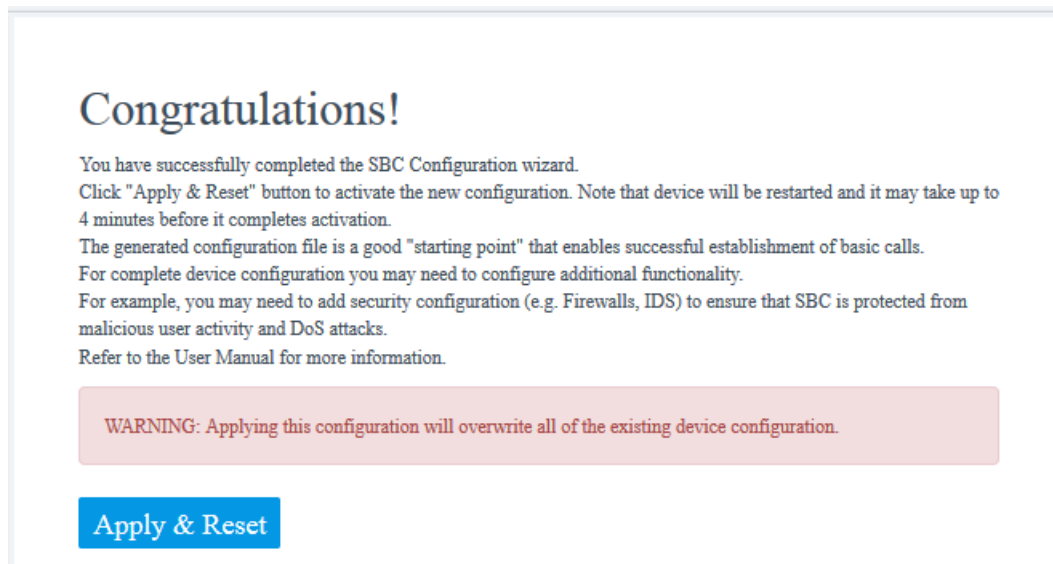 Congratulations!
You have successfully completed the SBC Configuration wizard.
Click "Apply & Reset" button to activate the new configuration. Note that device will be restarted and it may take up to
4 minutes before it completes activation.
The generated configuration file is a good "starting point" that enables successful establishment of basic calls.
For complete device configuration you may need to configure additional functionality.
For example, you may need to add security configuration (e.g. Firewalls, IDS) to ensure that SBC is protected from
malicious user activity and DoS attacks.
Refer to the User Manual for more information.
WARNING: Applying this configuration will overwrite all of the existing device configuration.
Apply & Reset